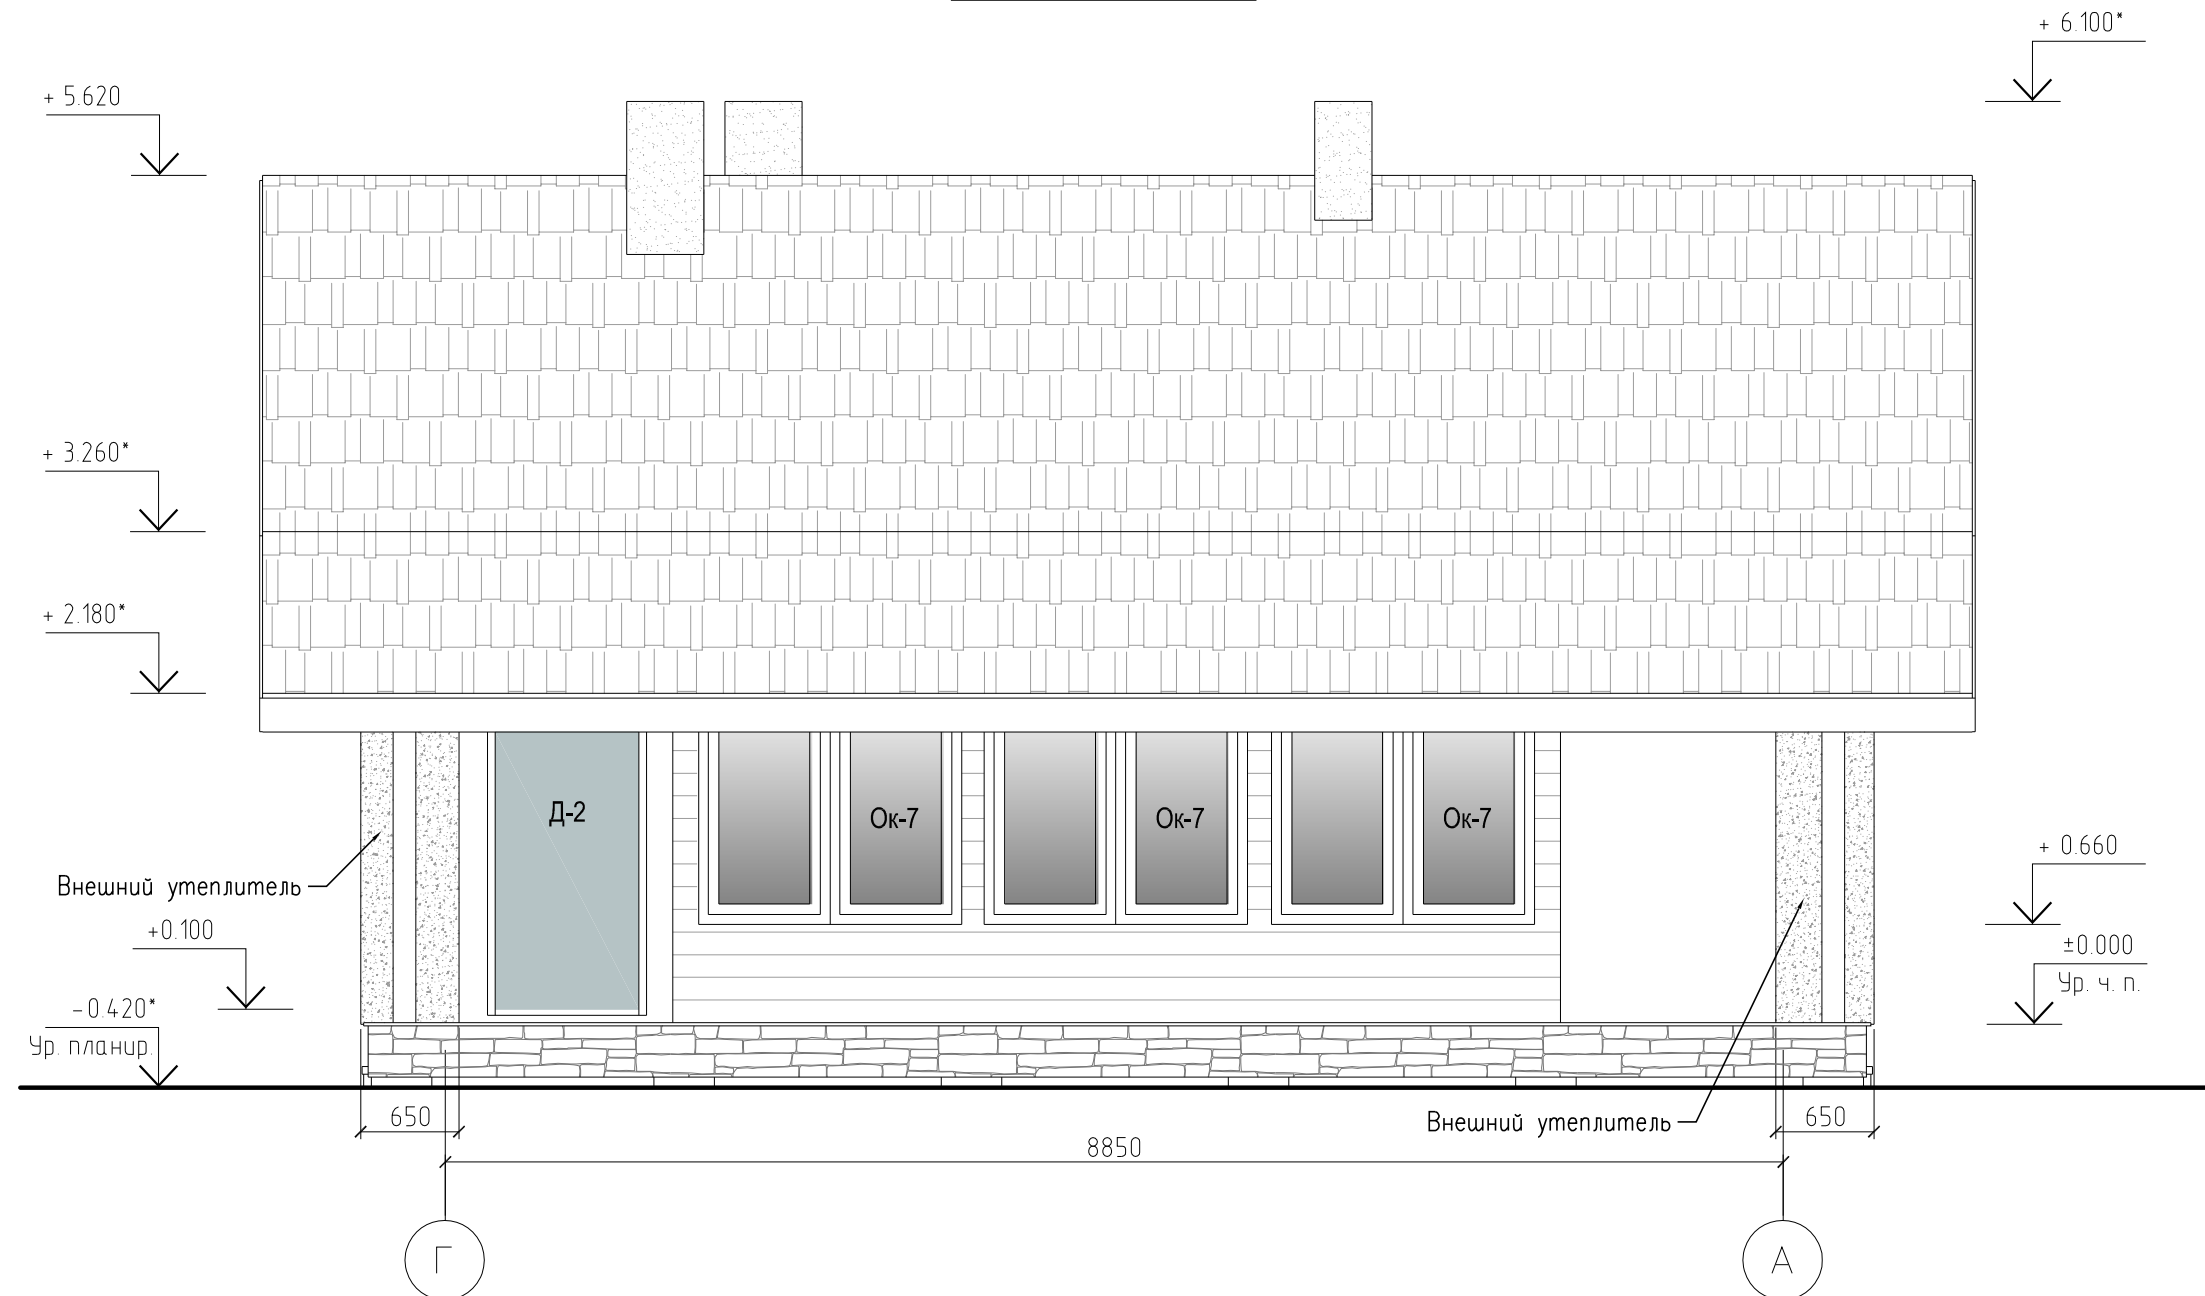 + 6.100*
+ 5.620
+ 3.260*
+ 2.180*
Д-2
Ок-7
Ок-7
Ок-7
+ 0.660
Внешний утеплитель
+0.100
±0.000
Ур. ч. п.
-0.420*
Ур. планир.
650
Внешний утеплитель
650
8850
Г
А